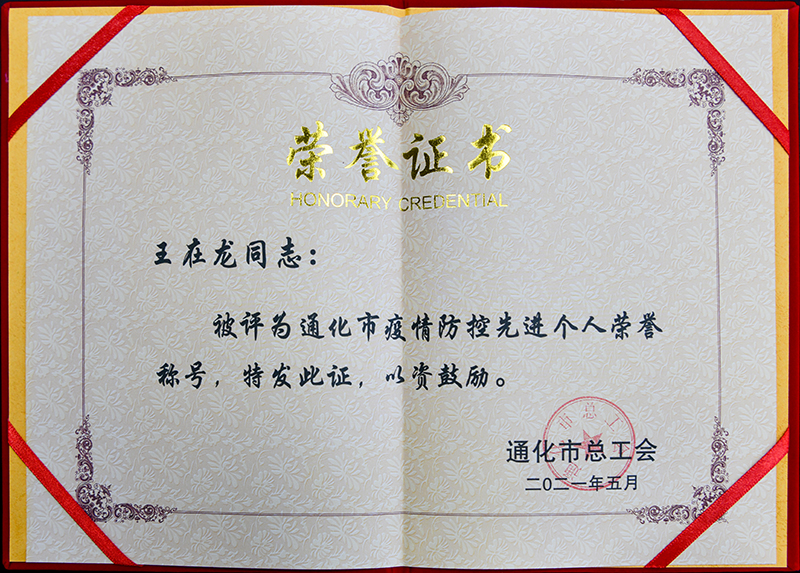 荣誉证书
HONORARY CREDENTIAL
王在龙同志：
被评为通化市疫情防控先进个人荣誉
称号，特发此证，以资鼓励。
通化市总工会
二〇二一年五月